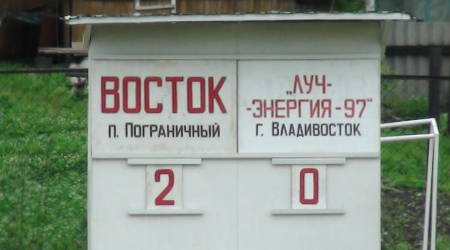 ВОСТОК
п. Пограничный
„Луч-
-Энергия-97“
г. Владивосток
2 0